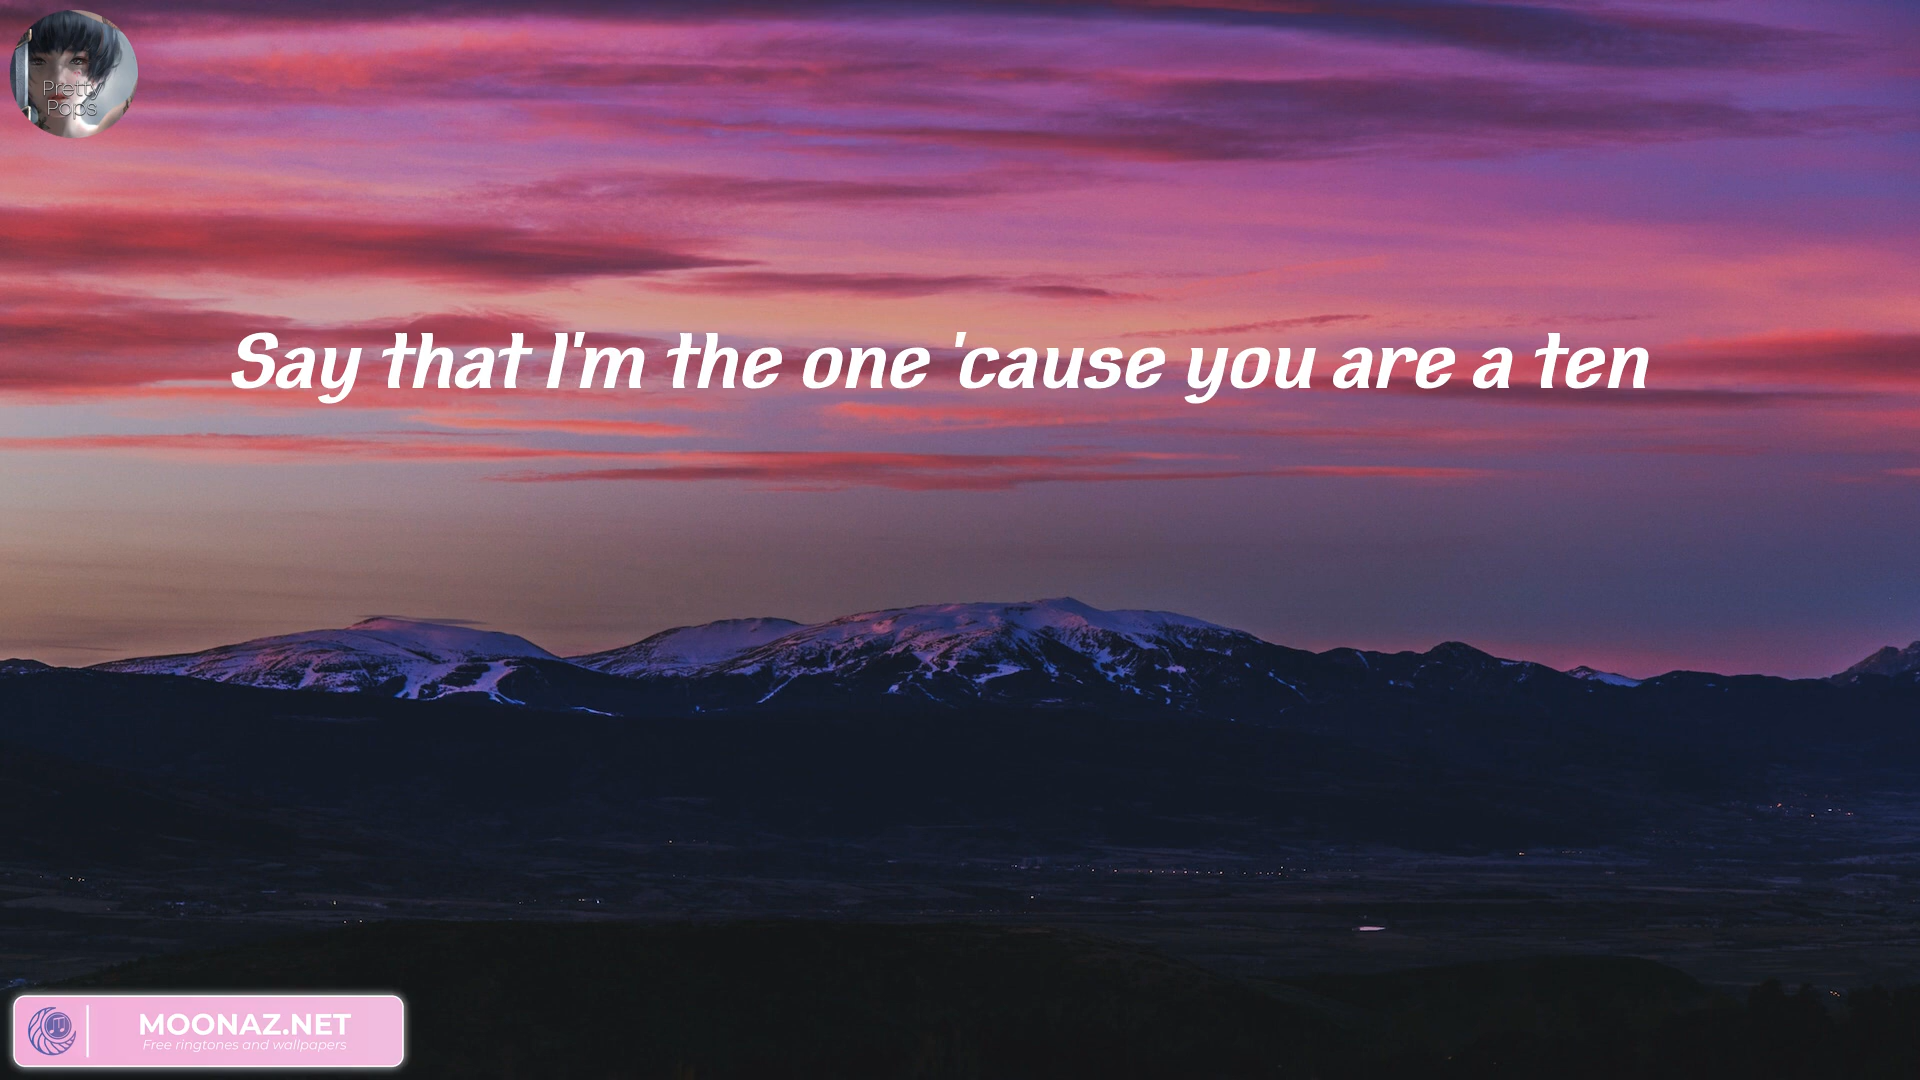 Pretty
Pops
Say that I'm the one 'cause you are a ten
MOONAZ.NET
Free ringtones and wallpapers